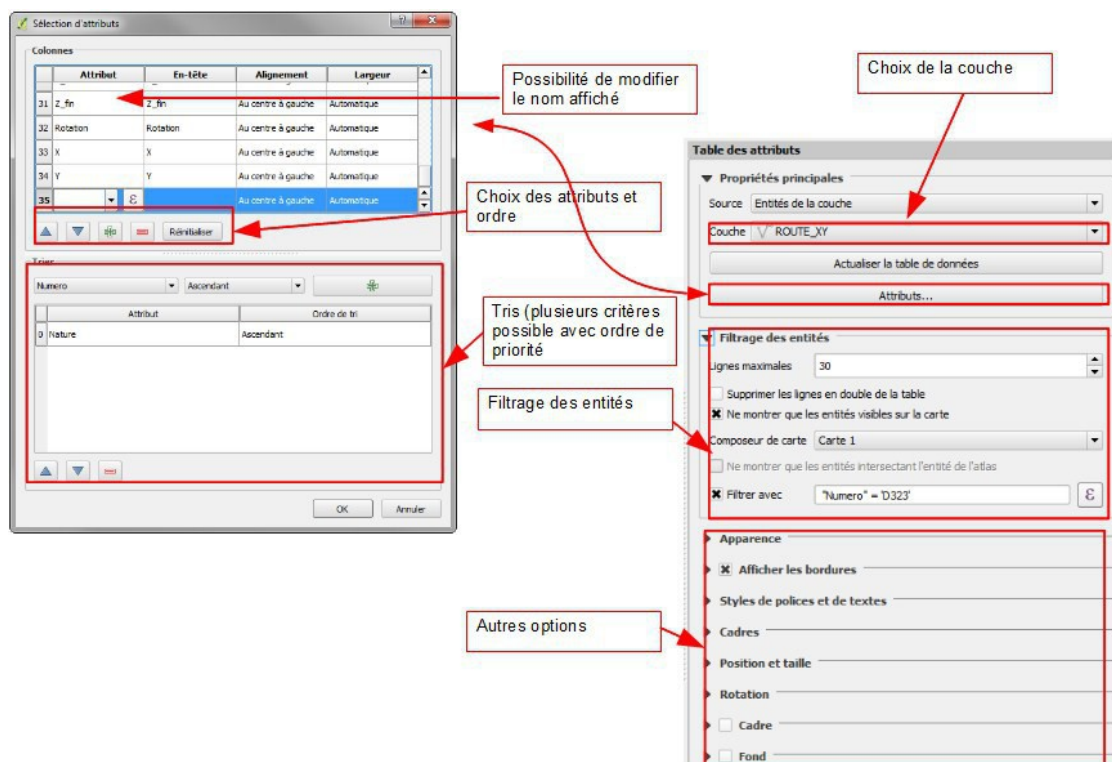 Sélection d'attributs
Colonnes
Attribut En-tête Alignement Largeur
31 Z_fin Z_fin Au centre à gauche Automatique
32 Rotation Rotation Au centre à gauche Automatique
33 X X Au centre à gauche Automatique
34 Y Y Au centre à gauche Automatique
35 ε Au centre à gauche Automatique
Réinitialiser
Trier
Numero Ascendant
Attribut Ordre de tri
0 Nature Ascendant
OK Annuler
Possibilité de modifier
le nom affiché
Choix des attributs et
ordre
Tris (plusieurs critères
possible avec ordre de
priorité
Filtrage des entités
Autres options
Choix de la couche
Table des attributs
Propriétés principales
Source Entités de la couche
Couche ROUTE_XY
Actualiser la table de données
Attributs...
Filtrage des entités
Lignes maximales 30
Supprimer les lignes en double de la table
Ne montrer que les entités visibles sur la carte
Composeur de carte Carte 1
Ne montrer que les entités intersectant l'entité de l'atlas
Filtrer avec "Numero" = 'D323' ε
Apparence
Afficher les bordures
Styles de polices et de textes
Cadres
Position et taille
Rotation
Cadre
Fond